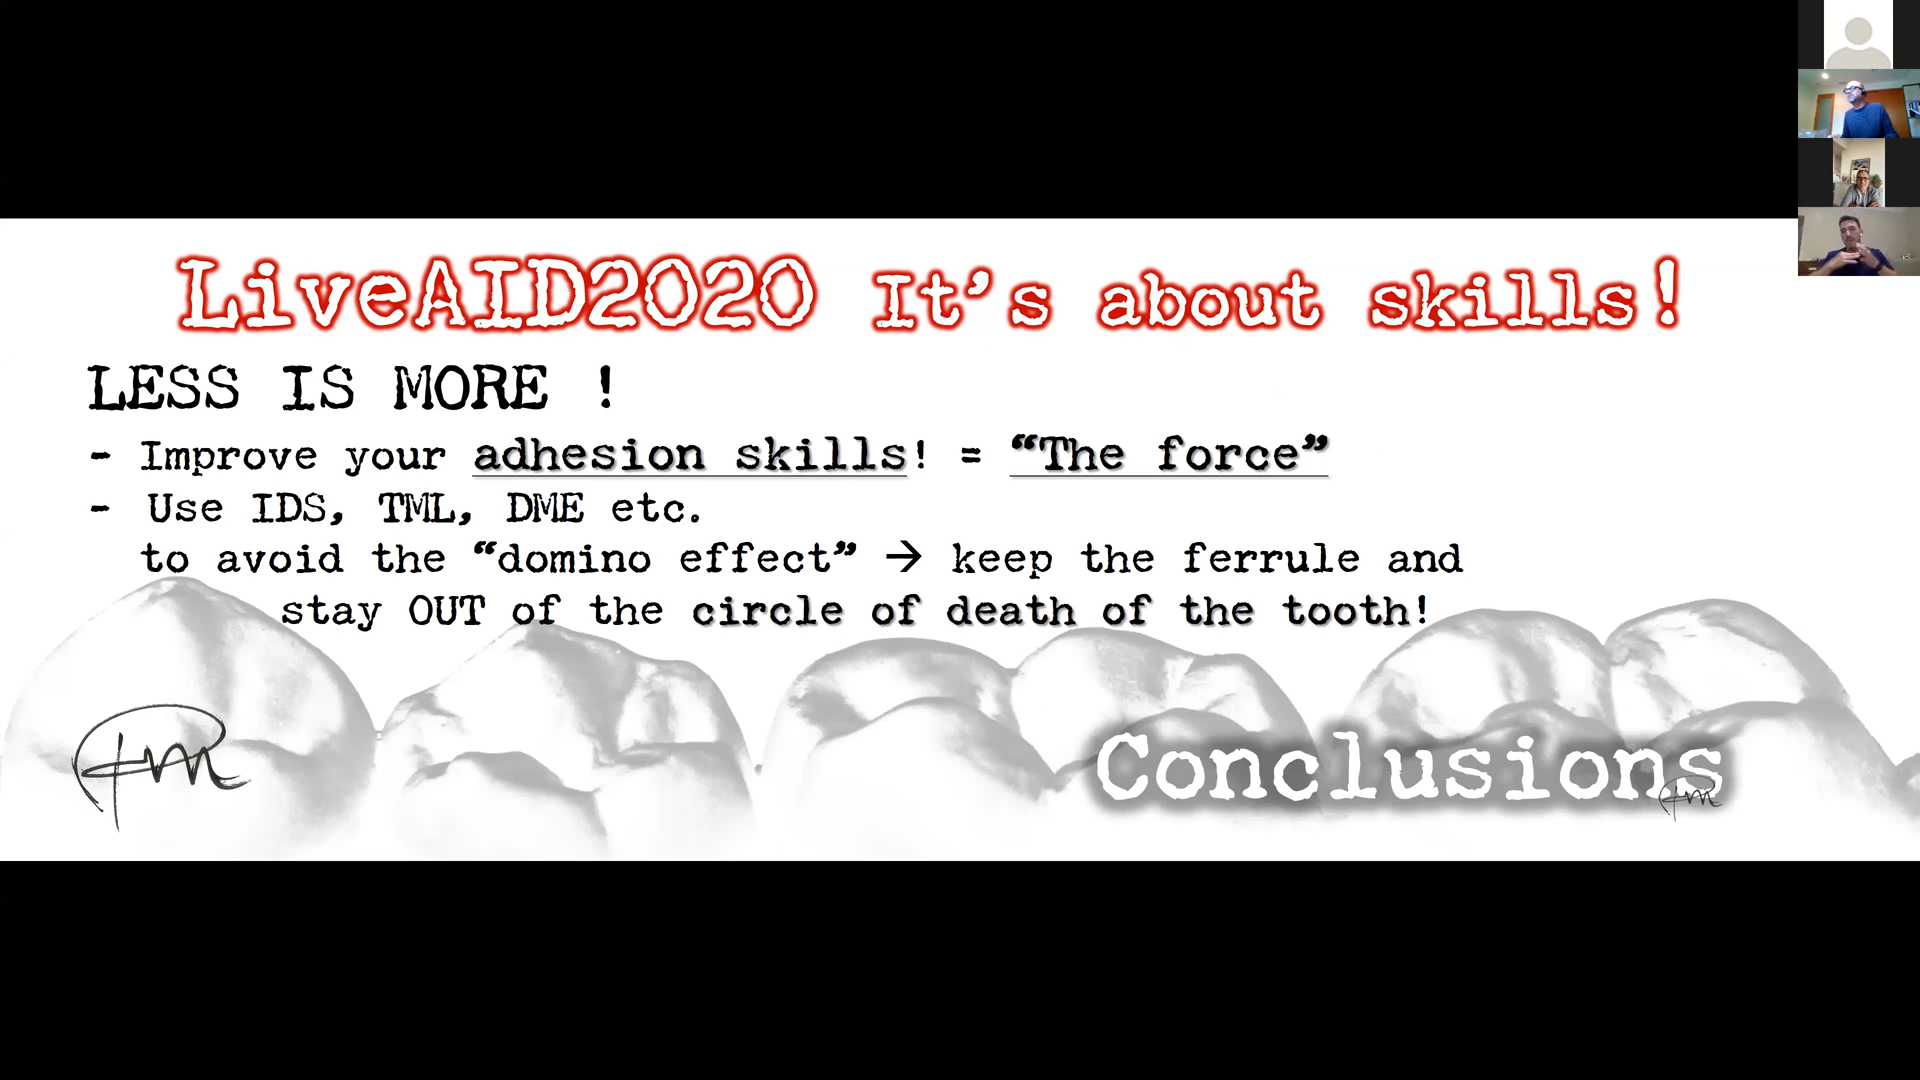 LiveAID2020 It’s about skills!
LESS IS MORE !
- Improve your adhesion skills! = “The force”
- Use IDS, TML, DME etc.
to avoid the “domino effect” → keep the ferrule and
stay OUT of the circle of death of the tooth!
Conclusions